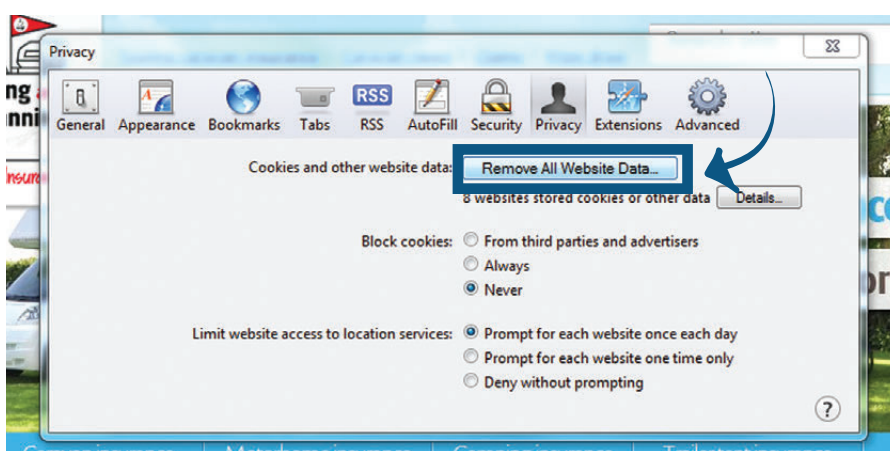 Privacy
RSS
General Appearance Bookmarks Tabs RSS AutoFill Security Privacy Extensions Advanced
Cookies and other website data: Remove All Website Data...
8 websites stored cookies or other data Details...
Block cookies: From third parties and advertisers
Always
Never
Limit website access to location services: Prompt for each website once each day
Prompt for each website one time only
Deny without prompting
?